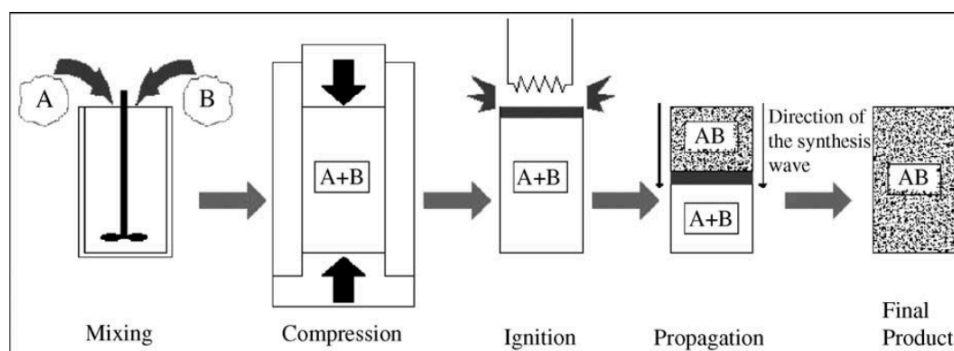 A
B
A+B
A+B
AB
A+B
Direction of
the synthesis
wave
AB
Mixing
Compression
Ignition
Propagation
Final
Product